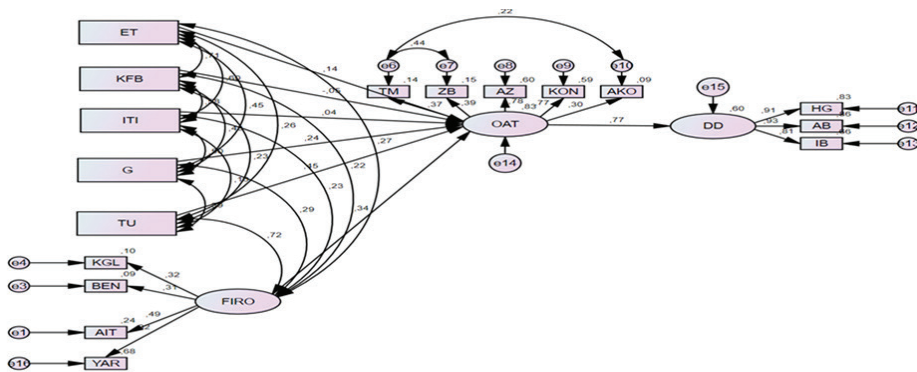 ,22
ET
,44
e6
e7
e8
e9
e10
,14
,15
,60
,59
,09
TM
ZB
AZ
KON
AKO
,14
KFB
,04
,37
,39
,78
,83
,77
,30
e15
,60
,91
,83
HG
ITI
,45
,26
,27
OAT
,77
DD
,93
AB
,81
IB
,24
G
,23
,45
,22
e14
,23
,29
,34
TU
,72
,10
e4
KGL
,32
,09
e3
BEN
,31
FIRO
,24
,49
e1
AIT
YAR
,68